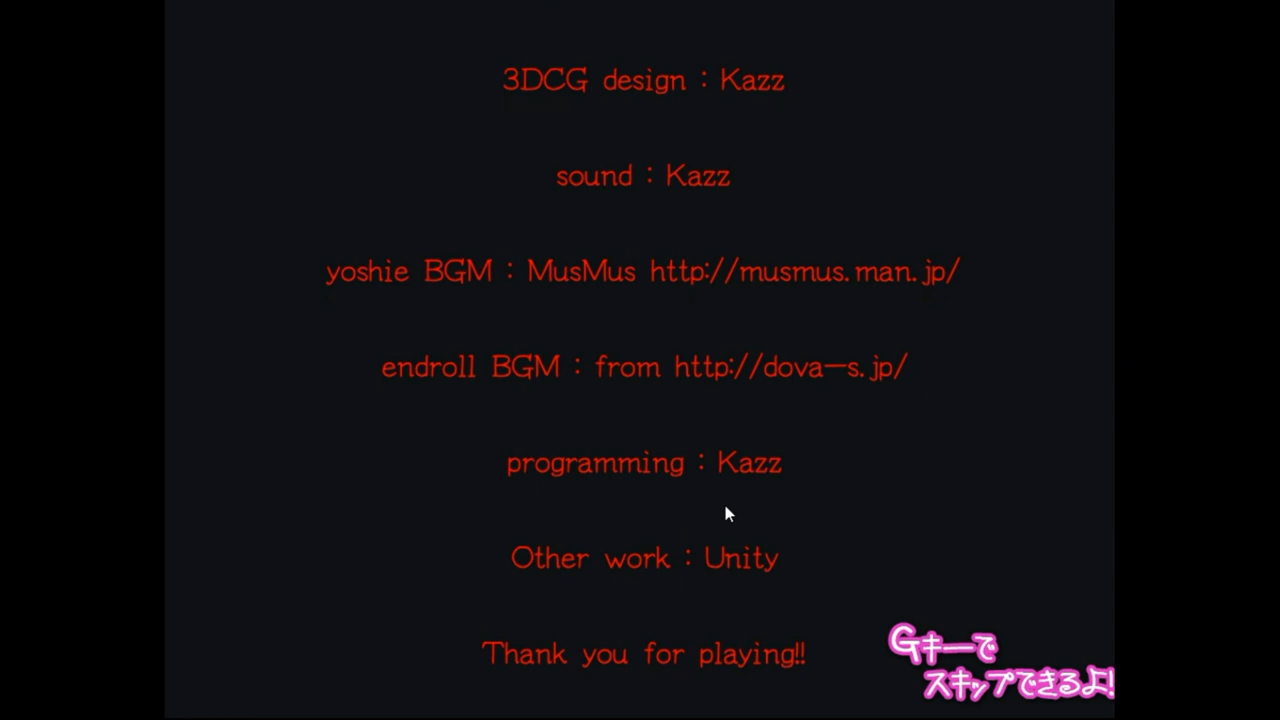 3DCG design : Kazz
sound : Kazz
yoshie BGM : MusMus http://musmus.man.jp/
endroll BGM : from http://dova-s.jp/
programming : Kazz
Other work : Unity
Thank you for playing!!
Gキーで
スキップできるよ!